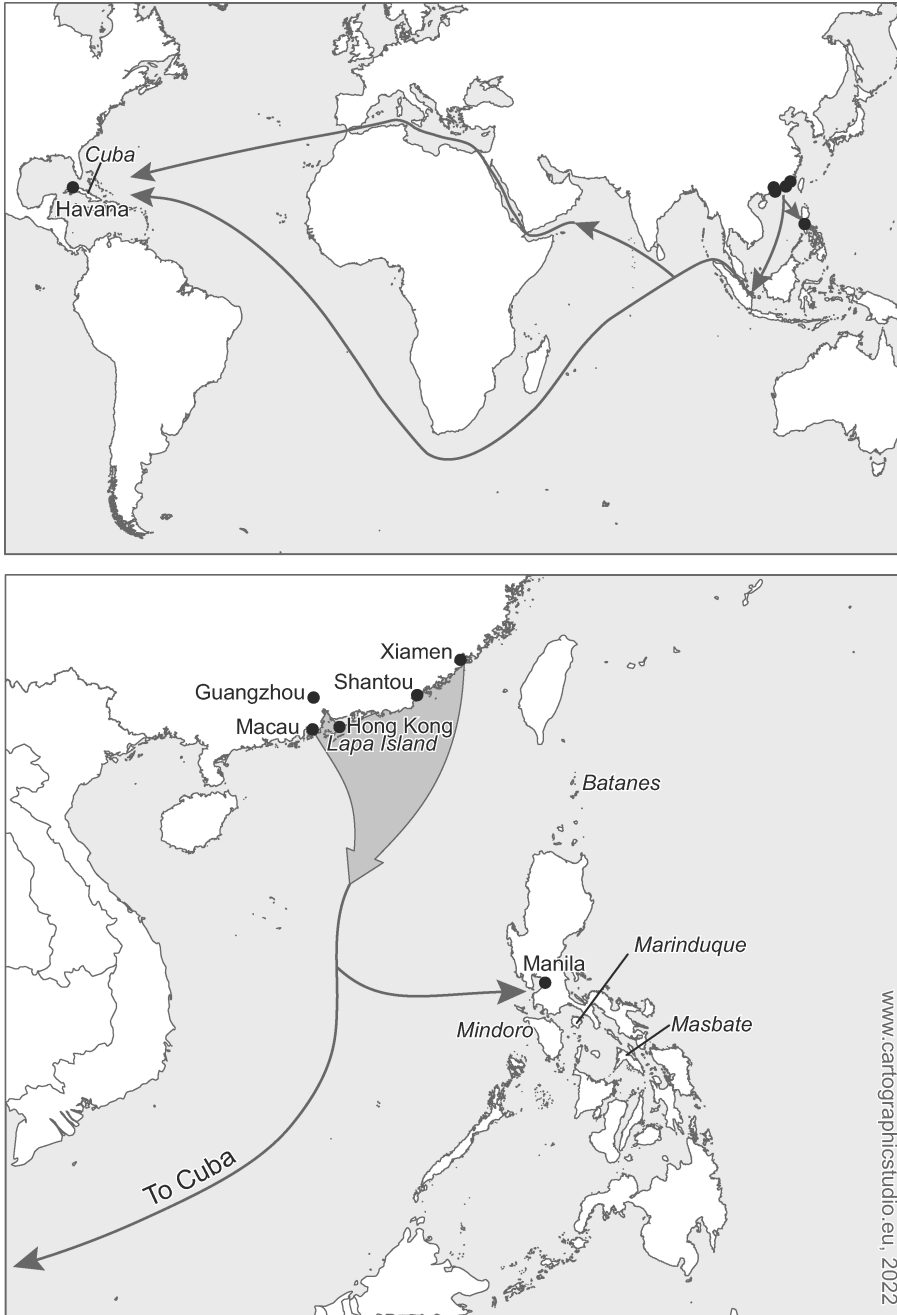 Cuba
Havana
Xiamen
Shantou
Guangzhou
Macau
Hong Kong
Lapa Island
Batanes
Marinduque
Manila
Mindoro
Masbate
To Cuba
www.cartographicstudio.eu, 2022